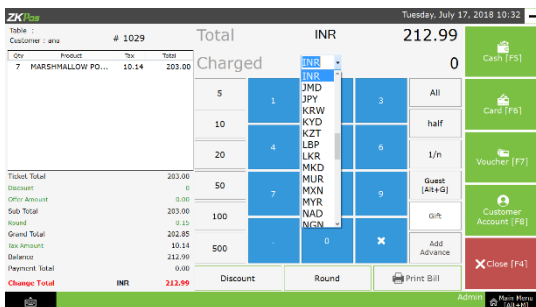 ZKPos
Tuesday, July 17, 2018 10:32
Table :
Customer : anu
# 1029
Qty Product Tax Total
7 MARSHMALLOW PO... 10.14 203.00
Ticket Total 203.00
Discount 0
Offer Amount 0.00
Sub Total 203.00
Round 0.15
Grand Total 202.85
Tax Amount 10.14
Balance 212.99
Payment Total 0.00
Change Total INR 212.99
Total INR 212.99
Charged INR 0
INR
JMD
JPY
KRW
KYD
KZT
LBP
LKR
MKD
MUR
MXN
MYR
NAD
NGN
5 1 3 All
10 half
20 4 6 1/n
50 7 9 Guest
[Alt+G]
100 Gift
500 . 0 Add
Advance
Discount Round Print Bill
Cash [F5]
Card [F6]
Voucher [F7]
Customer
Account [F8]
Close [F4]
Admin
Main Menu
[Alt+M]